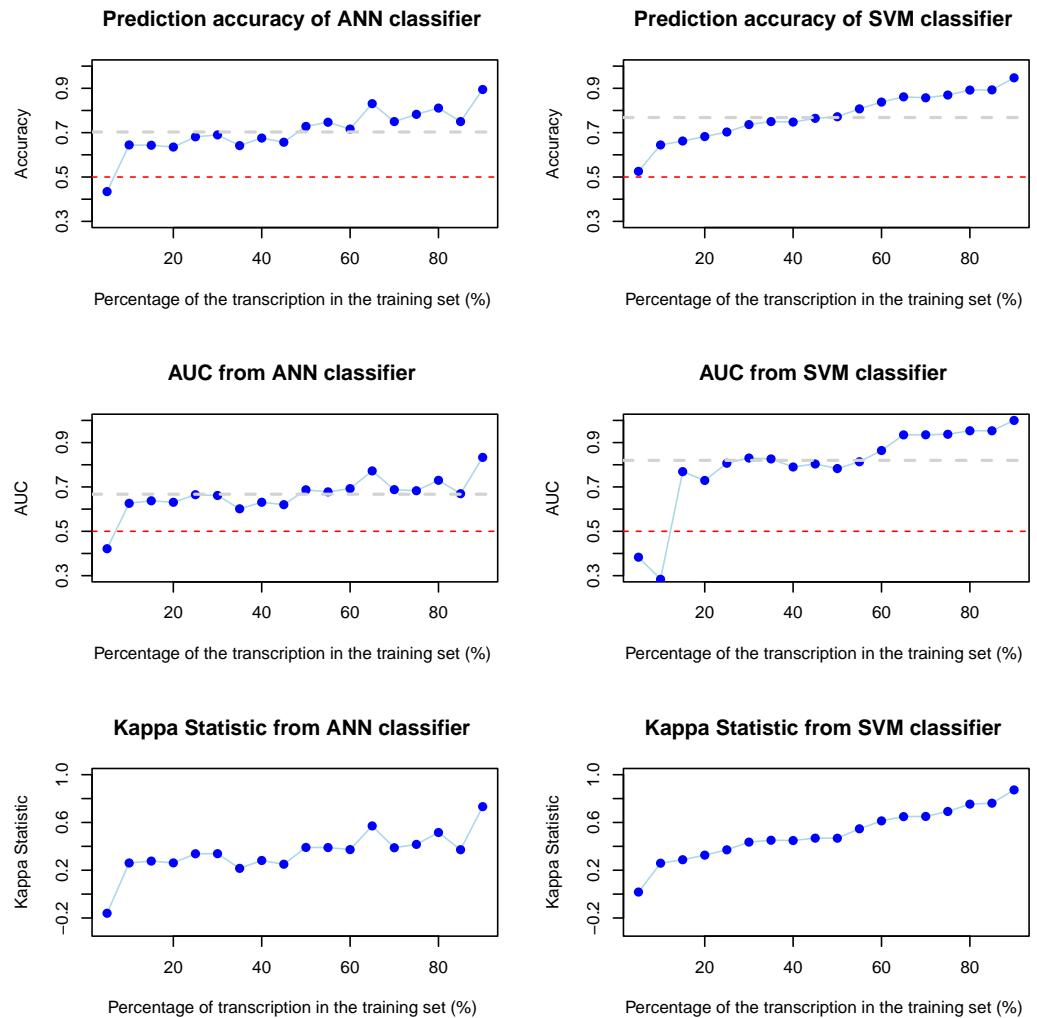 Prediction accuracy of ANN classifier
Accuracy
0.3 0.5 0.7 0.9
20 40 60 80
Percentage of the transcription in the training set (%)
Prediction accuracy of SVM classifier
Accuracy
0.3 0.5 0.7 0.9
20 40 60 80
Percentage of the transcription in the training set (%)
AUC from ANN classifier
AUC
0.3 0.5 0.7 0.9
20 40 60 80
Percentage of the transcription in the training set (%)
AUC from SVM classifier
AUC
0.3 0.5 0.7 0.9
20 40 60 80
Percentage of the transcription in the training set (%)
Kappa Statistic from ANN classifier
Kappa Statistic
−0.2 0.2 0.6 1.0
20 40 60 80
Percentage of transcription in the training set (%)
Kappa Statistic from SVM classifier
Kappa Statistic
−0.2 0.2 0.6 1.0
20 40 60 80
Percentage of transcription in the training set (%)